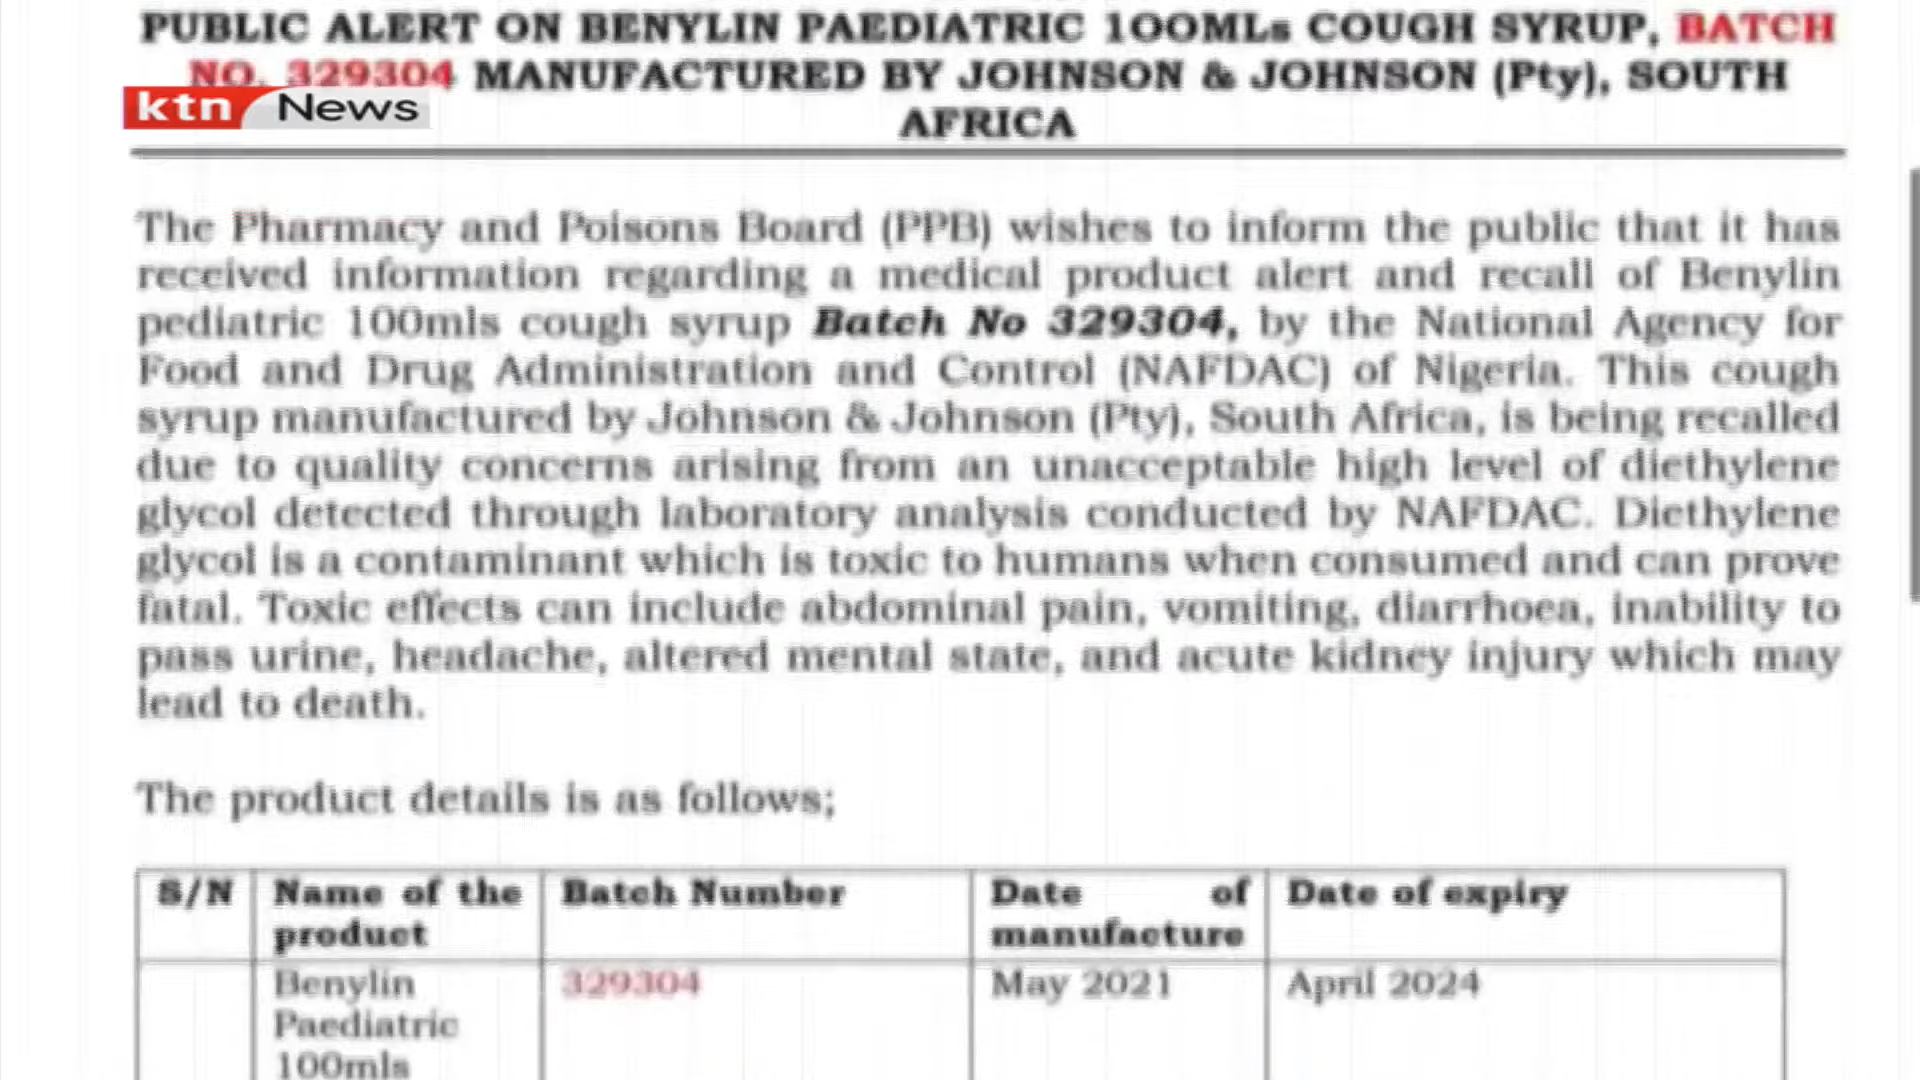 PUBLIC ALERT ON BENYLIN PAEDIATRIC 100MLs COUGH SYRUP, BATCH
NO. 329304 MANUFACTURED BY JOHNSON & JOHNSON (Pty), SOUTH
AFRICA
ktn News
The Pharmacy and Poisons Board (PPB) wishes to inform the public that it has
received information regarding a medical product alert and recall of Benylin
pediatric 100mls cough syrup Batch No 329304, by the National Agency for
Food and Drug Administration and Control (NAFDAC) of Nigeria. This cough
syrup manufactured by Johnson & Johnson (Pty), South Africa, is being recalled
due to quality concerns arising from an unacceptable high level of diethylene
glycol detected through laboratory analysis conducted by NAFDAC. Diethylene
glycol is a contaminant which is toxic to humans when consumed and can prove
fatal. Toxic effects can include abdominal pain, vomiting, diarrhoea, inability to
pass urine, headache, altered mental state, and acute kidney injury which may
lead to death.
The product details is as follows;
S/N Name of the Batch Number Date of Date of expiry
product manufacture
Benylin 329304 May 2021 April 2024
Paediatric
100mls